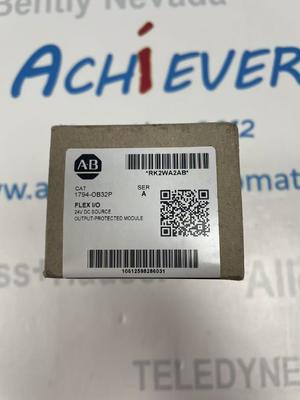 Bently Nevada
ACHiEVER
AB
*RK2WA2AB*
CAT
1794-OB32P
SER
A
FLEX I/O
24V DC SOURCE
OUTPUT-PROTECTED MODULE
10612598286031
TELEDYNE